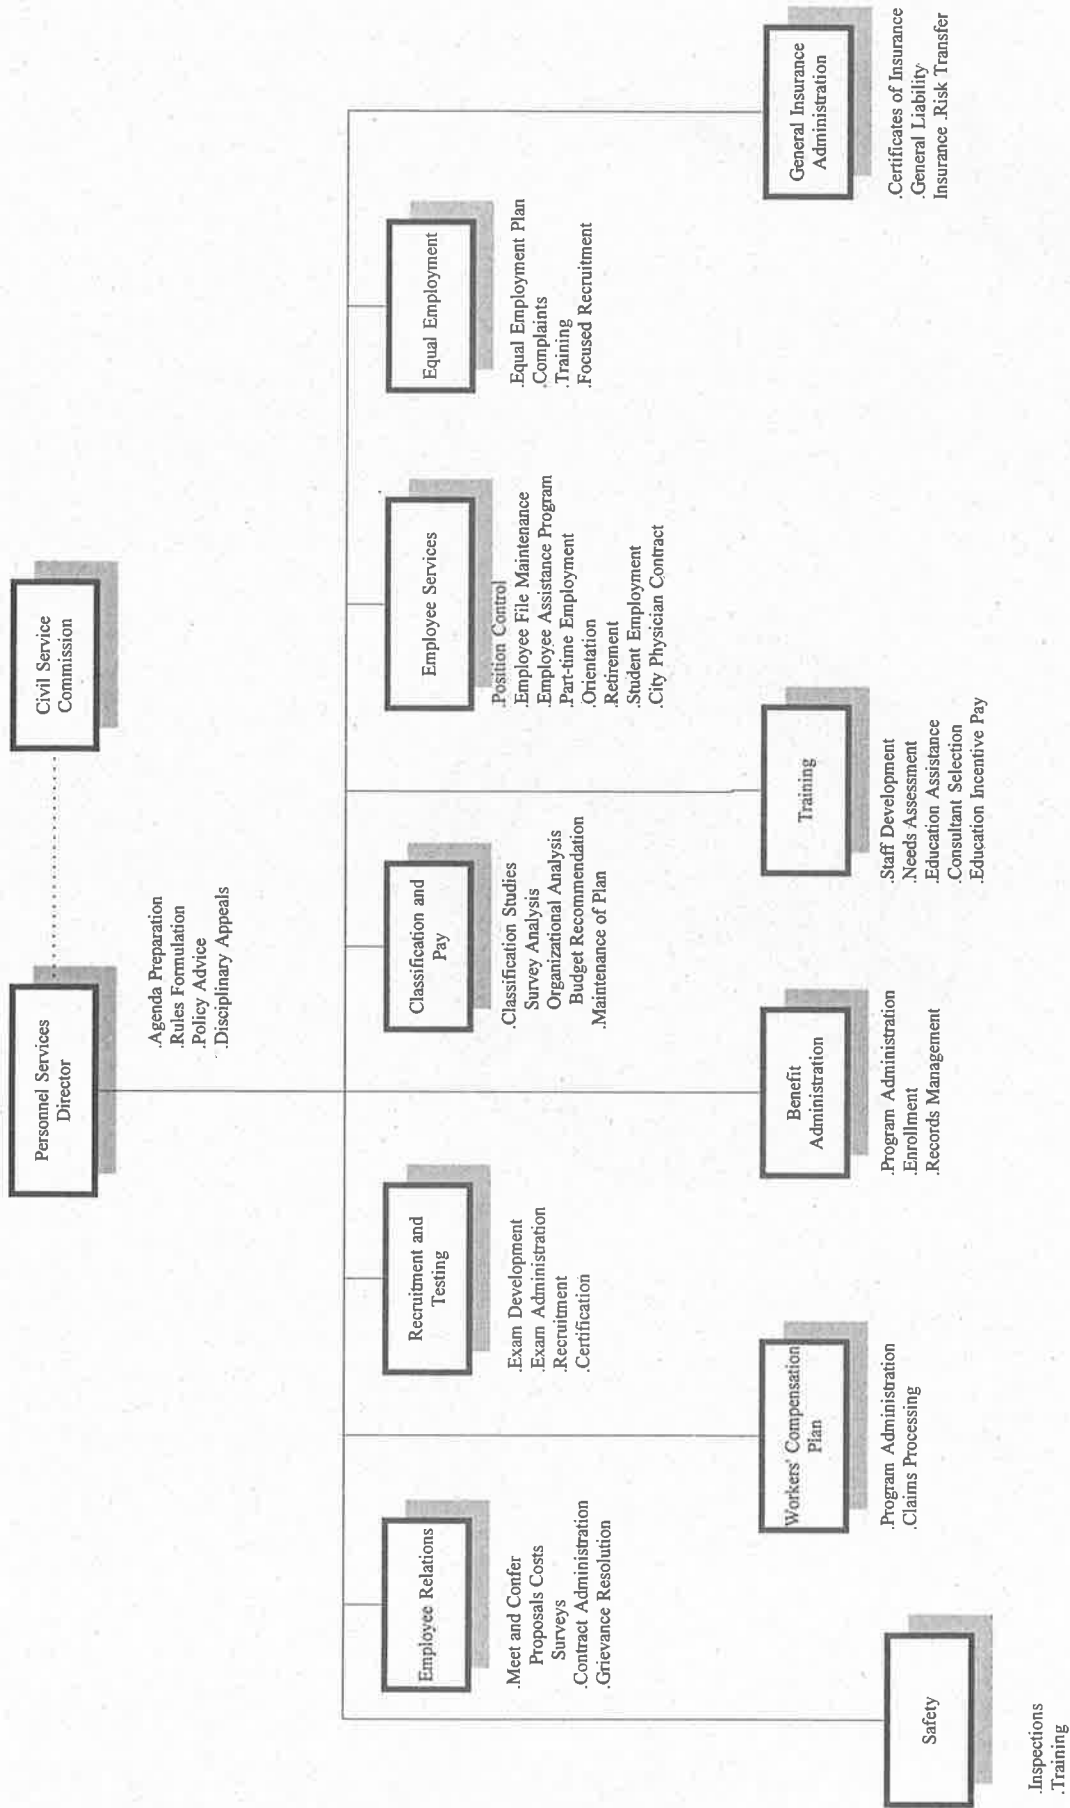 Personnel Services
Director
Civil Service
Commission
.Agenda Preparation
.Rules Formulation
.Policy Advice
.Disciplinary Appeals
Employee Relations
.Meet and Confer
Proposals Costs
Surveys
.Contract Administration
.Grievance Resolution
Recruitment and
Testing
.Exam Development
.Exam Administration
.Recruitment
.Certification
Classification and
Pay
.Classification Studies
Survey Analysis
Organizational Analysis
Budget Recommendation
.Maintenance of Plan
Employee Services
.Position Control
.Employee File Maintenance
.Employee Assistance Program
.Part-time Employment
.Orientation
.Retirement
.Student Employment
.City Physician Contract
Equal Employment
.Equal Employment Plan
.Complaints
.Training
.Focused Recruitment
Safety
.Inspections
.Training
Workers' Compensation
Plan
.Program Administration
.Claims Processing
Benefit
Administration
.Program Administration
.Enrollment
.Records Management
Training
.Staff Development
.Needs Assessment
.Education Assistance
.Consultant Selection
.Education Incentive Pay
General Insurance
Administration
.Certificates of Insurance
.General Liability
Insurance .Risk Transfer